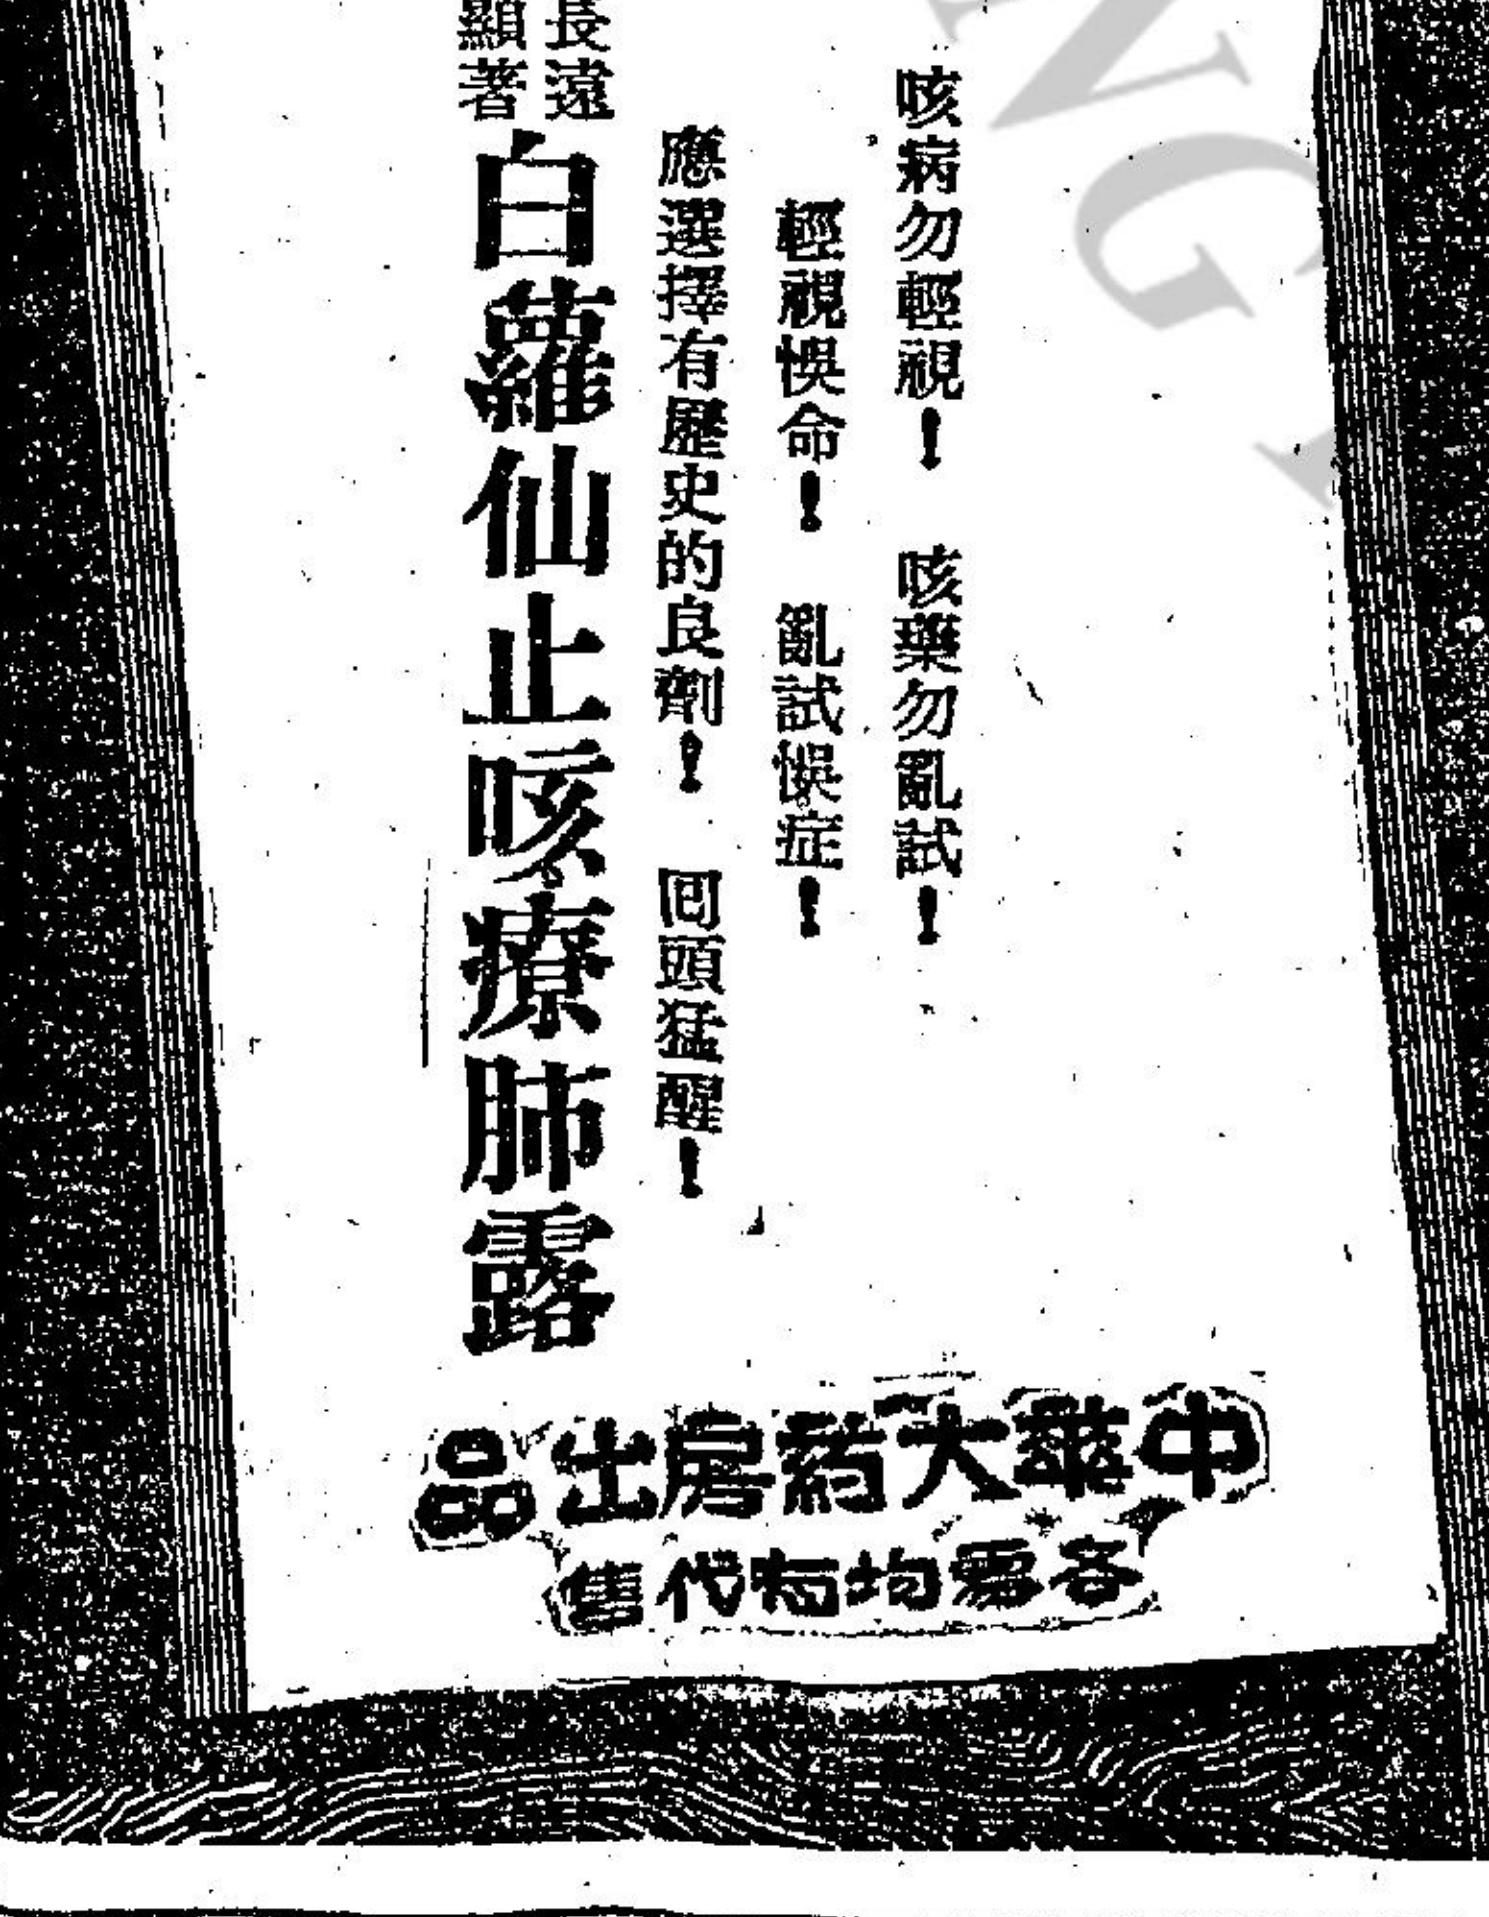 咳病勿輕視！　咳藥勿亂試！
輕視悞命！　亂試悞症！
應選擇有歷史的良劑！　回頭猛醒！
長遠
顯著
白蘿仙止咳療肺露
中華大葯房出品
各處均有代售